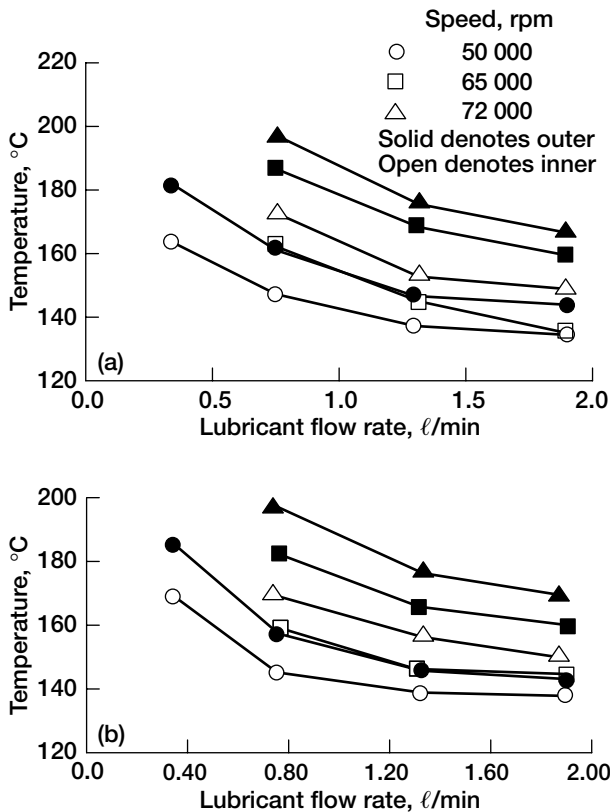 Speed, rpm
50 000
65 000
72 000
Solid denotes outer
Open denotes inner
220
200
180
160
140
120
Temperature, °C
(a)
0.0
0.5
1.0
1.5
2.0
Lubricant flow rate, ℓ/min
200
180
160
140
120
Temperature, °C
(b)
0.40
0.80
1.20
1.60
2.00
Lubricant flow rate, ℓ/min